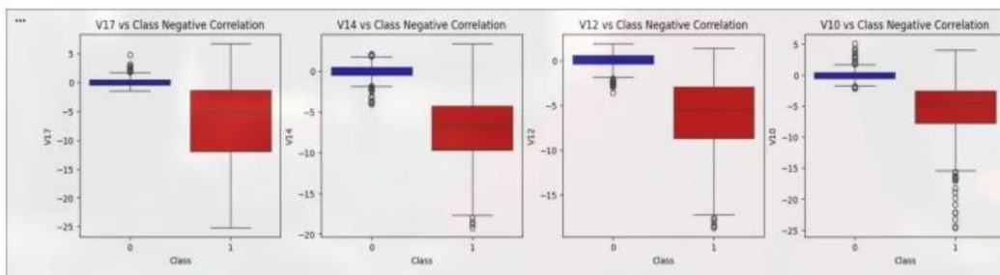 ...
V17 vs Class Negative Correlation
5
0
−5
−10
−15
−20
−25
V17
0
1
Class
V14 vs Class Negative Correlation
0
−5
−10
−15
−20
V14
0
1
Class
V12 vs Class Negative Correlation
0
−5
−10
−15
V12
0
1
Class
V10 vs Class Negative Correlation
5
0
−5
−10
−15
−20
−25
V10
0
1
Class